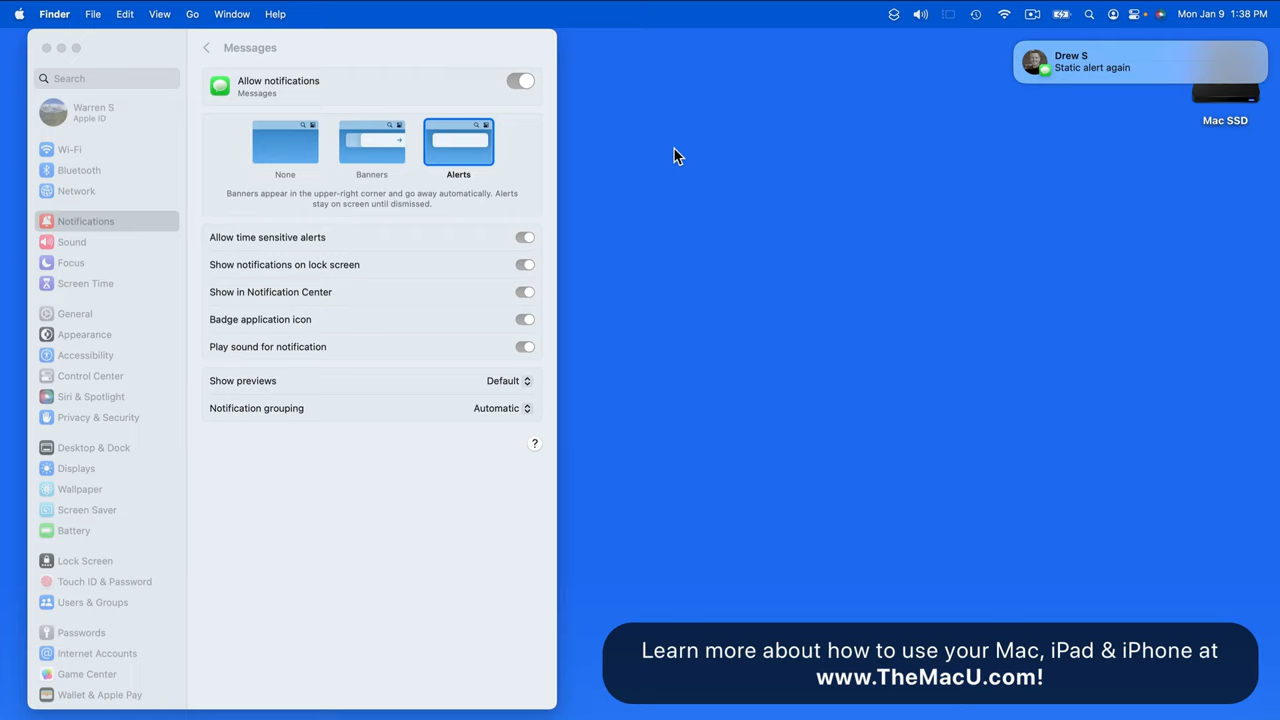 Finder File Edit View Go Window Help
Mon Jan 9 1:38 PM
Search
Warren S
Apple ID
Wi-Fi
Bluetooth
Network
Notifications
Sound
Focus
Screen Time
General
Appearance
Accessibility
Control Center
Siri & Spotlight
Privacy & Security
Desktop & Dock
Displays
Wallpaper
Screen Saver
Battery
Lock Screen
Touch ID & Password
Users & Groups
Passwords
Internet Accounts
Game Center
Wallet & Apple Pay
Messages
Allow notifications
Messages
None Banners Alerts
Banners appear in the upper-right corner and go away automatically. Alerts
stay on screen until dismissed.
Allow time sensitive alerts
Show notifications on lock screen
Show in Notification Center
Badge application icon
Play sound for notification
Show previews Default
Notification grouping Automatic
?
Drew S
Static alert again
Mac SSD
Learn more about how to use your Mac, iPad & iPhone at
www.TheMacU.com!